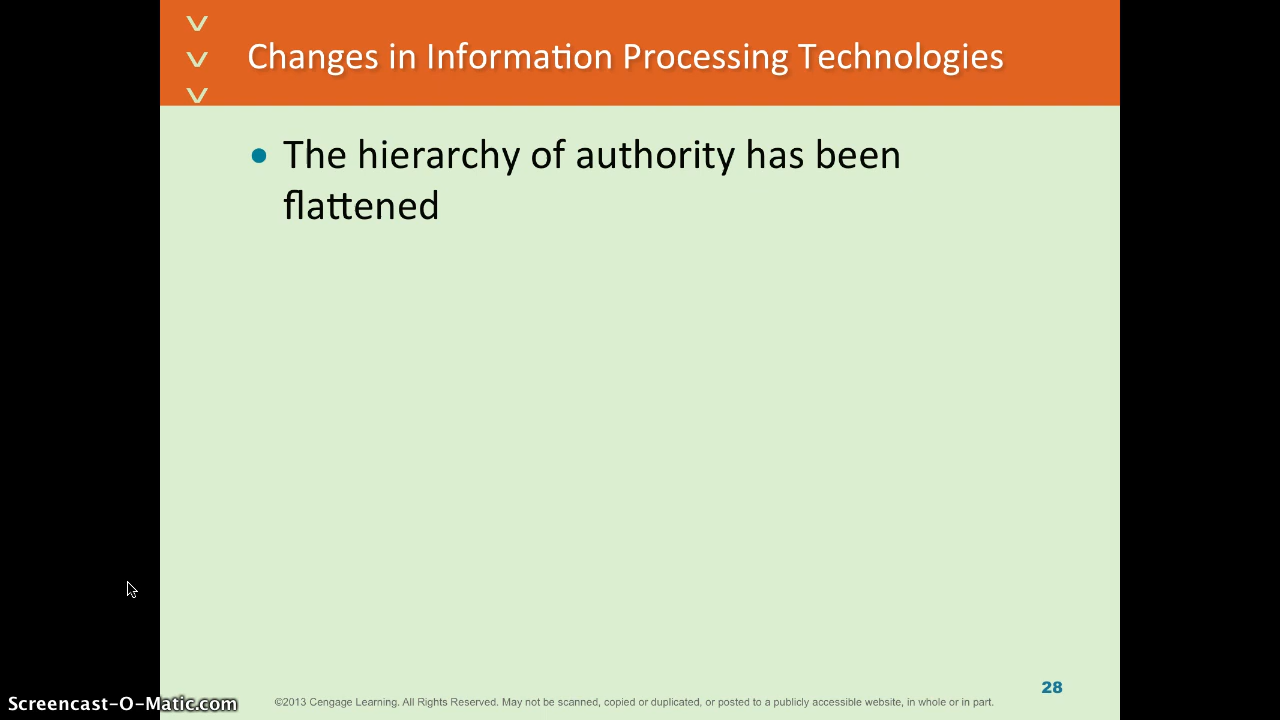 Changes in Information Processing Technologies
• The hierarchy of authority has been
flattened
28
©2013 Cengage Learning. All Rights Reserved. May not be scanned, copied or duplicated, or posted to a publicly accessible website, in whole or in part.
Screencast-O-Matic.com